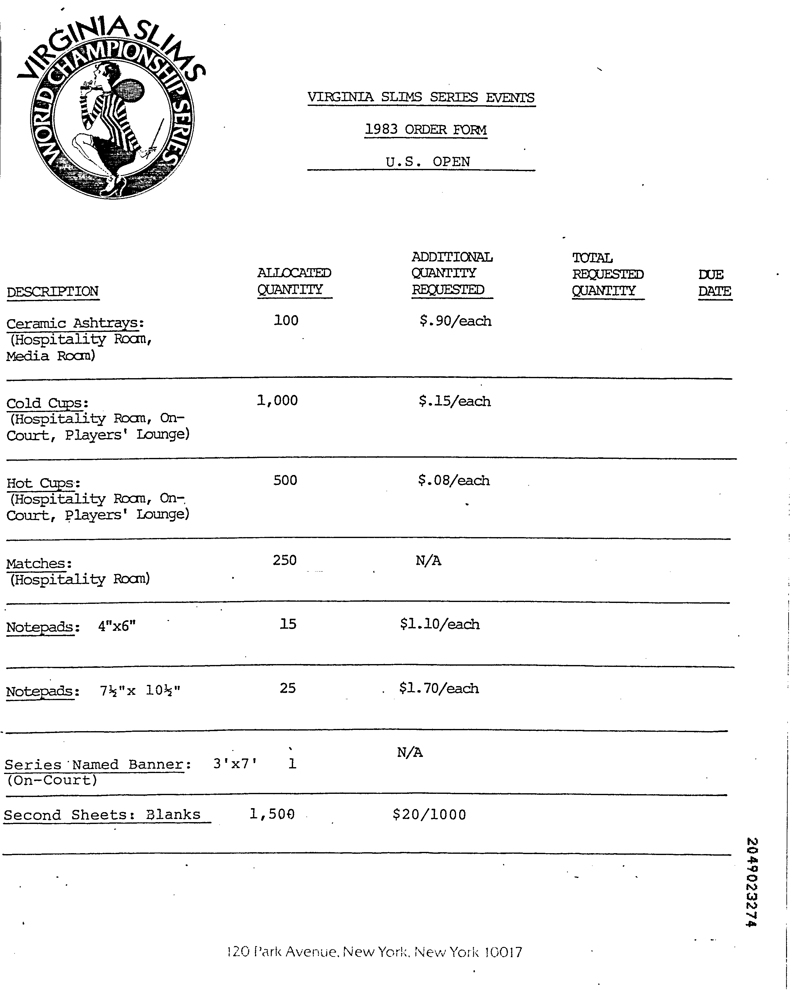 VIRGINIA SLIMS
WORLD CHAMPIONSHIP SERIES
VIRGINIA SLIMS SERIES EVENTS
1983 ORDER FORM
U.S. OPEN
DESCRIPTION ALLOCATED QUANTITY ADDITIONAL QUANTITY REQUESTED TOTAL REQUESTED QUANTITY DUE DATE
Ceramic Ashtrays: 100 $.90/each
(Hospitality Room,
Media Room)
Cold Cups: 1,000 $.15/each
(Hospitality Room, On-
Court, Players' Lounge)
Hot Cups: 500 $.08/each
(Hospitality Room, On-
Court, Players' Lounge)
Matches: 250 N/A
(Hospitality Room)
Notepads: 4"x6" 15 $1.10/each
Notepads: 7½"x 10½" 25 $1.70/each
Series Named Banner: 3'x7' 1 N/A
(On-Court)
Second Sheets: Blanks 1,500 $20/1000
2049023274
120 Park Avenue, New York, New York 10017